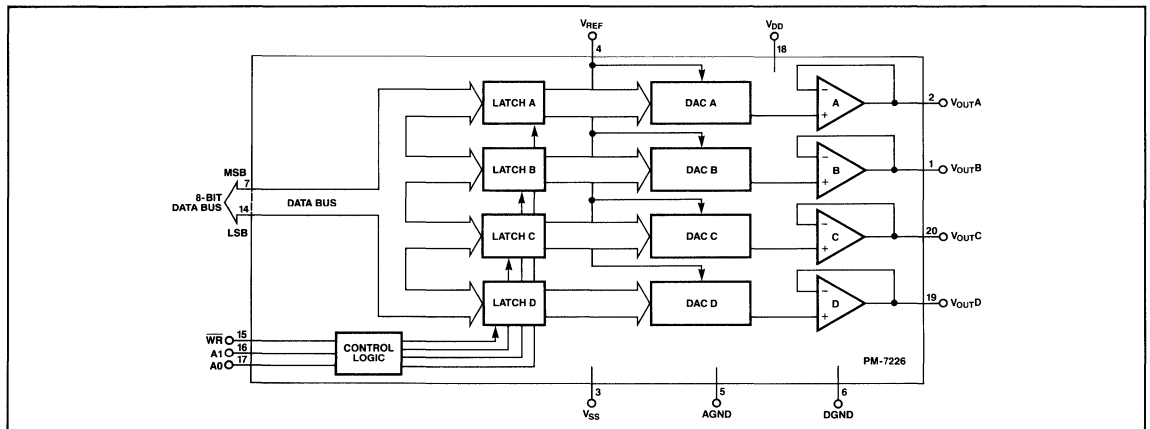 VREF
4
VDD
18
LATCH A
DAC A
-
+
A
2
VOUTA
LATCH B
DAC B
-
+
B
1
VOUTB
MSB
7
8-BIT
DATA BUS
14
LSB
DATA BUS
LATCH C
DAC C
-
+
C
20
VOUTC
LATCH D
DAC D
-
+
D
19
VOUTD
WR
15
A1
16
A0
17
CONTROL
LOGIC
PM-7226
3
VSS
5
AGND
6
DGND